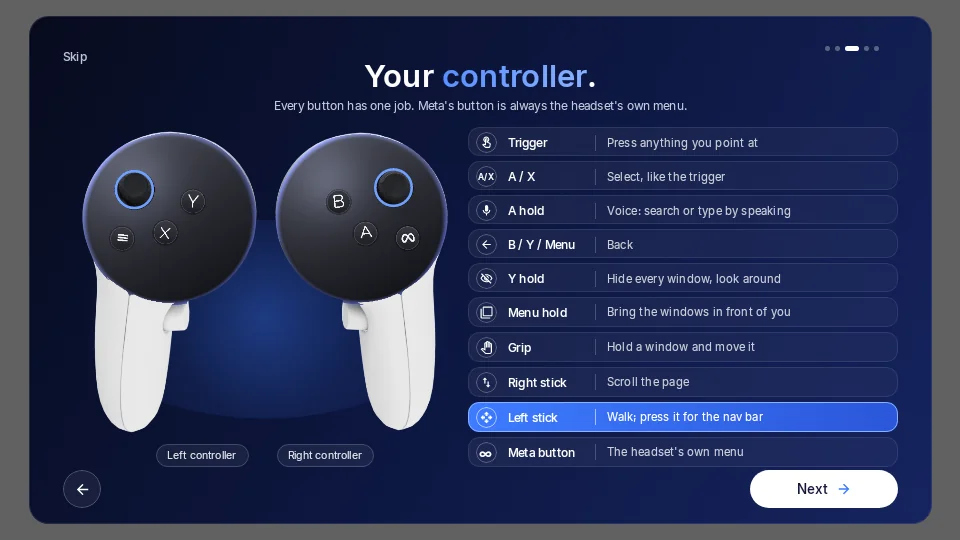 Skip
Your controller.
Every button has one job. Meta's button is always the headset's own menu.
Y
X
B
A
Trigger
Press anything you point at
A/X
A / X
Select, like the trigger
A hold
Voice: search or type by speaking
B / Y / Menu
Back
Y hold
Hide every window, look around
Menu hold
Bring the windows in front of you
Grip
Hold a window and move it
Right stick
Scroll the page
Left stick
Walk; press it for the nav bar
Meta button
The headset's own menu
Left controller
Right controller
Next